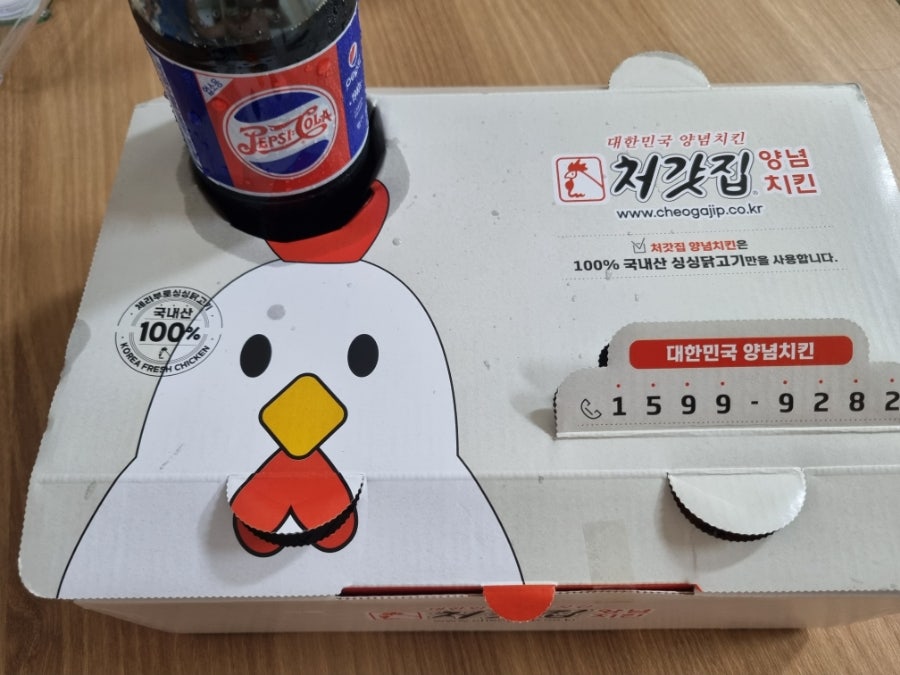 PEPSI-COLA
대한민국 양념치킨
처갓집 양념
치킨
www.cheogajip.co.kr
처갓집 양념치킨은
100% 국내산 싱싱닭고기만을 사용합니다.
국내산
100%
KOREA FRESH CHICKEN
대한민국 양념치킨
1599-9282